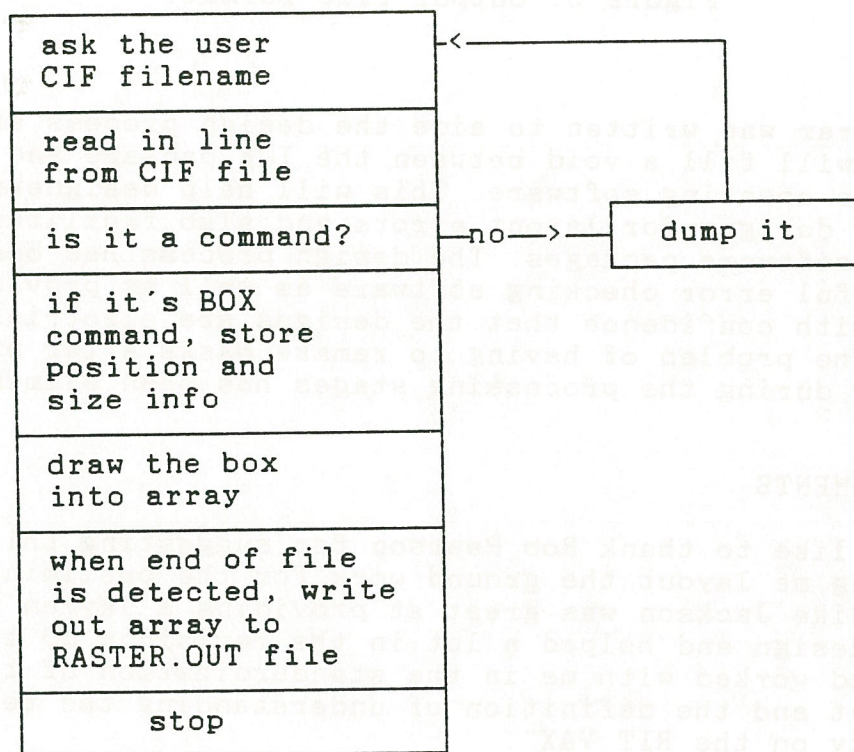 ask the user
CIF filename
read in line
from CIF file
is it a command?
no
dump it
if it's BOX
command, store
position and
size info
draw the box
into array
when end of file
is detected, write
out array to
RASTER.OUT file
stop